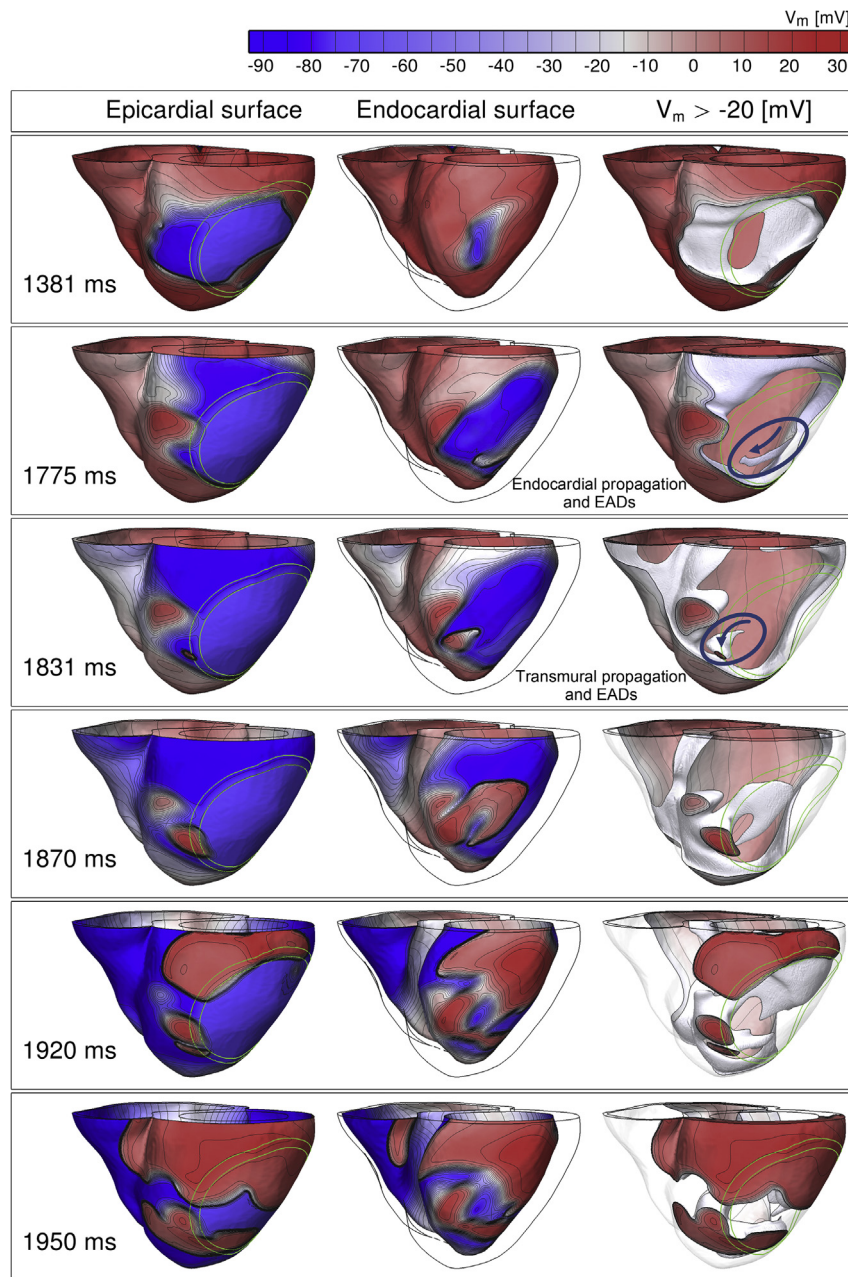 Vm [mV]
-90 -80 -70 -60 -50 -40 -30 -20 -10 0 10 20 30
Epicardial surface Endocardial surface Vm > -20 [mV]
1381 ms
1775 ms
Endocardial propagation
and EADs
1831 ms
Transmural propagation
and EADs
1870 ms
1920 ms
1950 ms